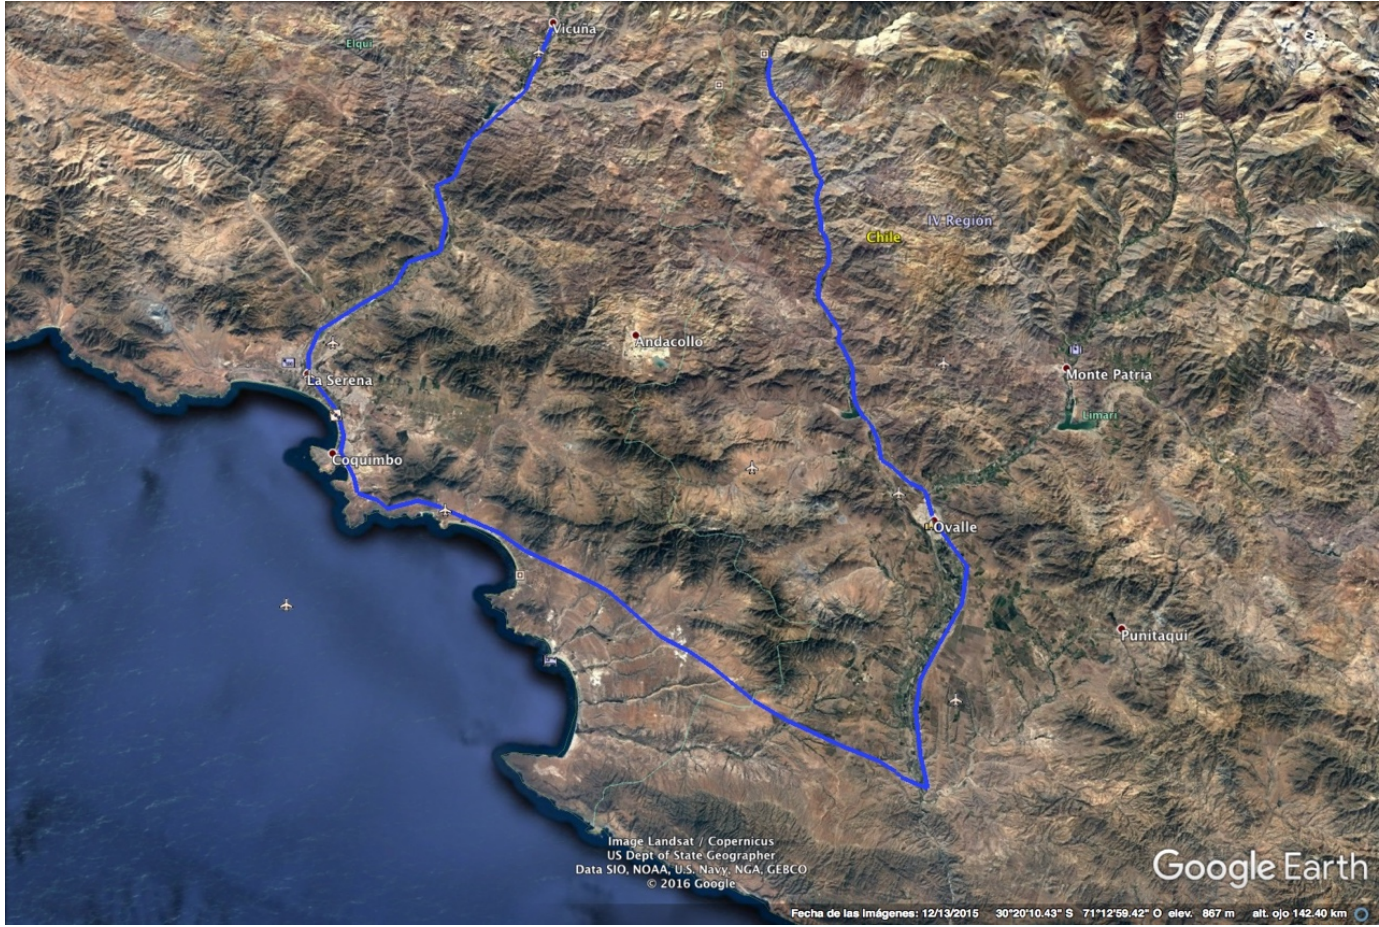 Vicuña
Elqui
IV Región
Chile
Andacollo
Monte Patria
La Serena
Limarí
Coquimbo
Ovalle
Punitaqui
Image Landsat / Copernicus
US Dept of State Geographer
Data SIO, NOAA, U.S. Navy, NGA, GEBCO
© 2016 Google
Google Earth
Fecha de las imágenes: 12/13/2015 30°20'10.43" S 71°12'59.42" O elev. 867 m alt. ojo 142.40 km